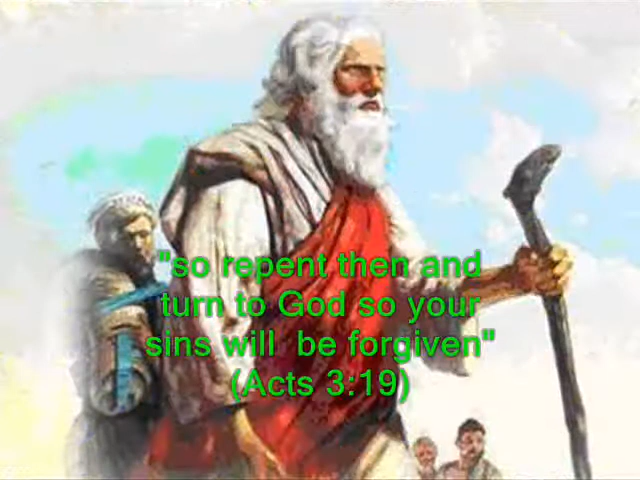 "so repent then and
turn to God so your
sins will  be forgiven"
(Acts 3:19)